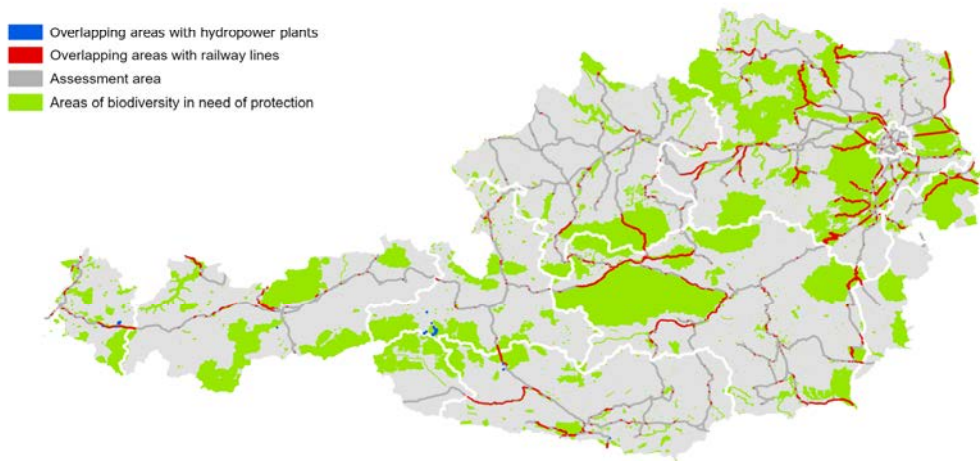 Overlapping areas with hydropower plants
Overlapping areas with railway lines
Assessment area
Areas of biodiversity in need of protection